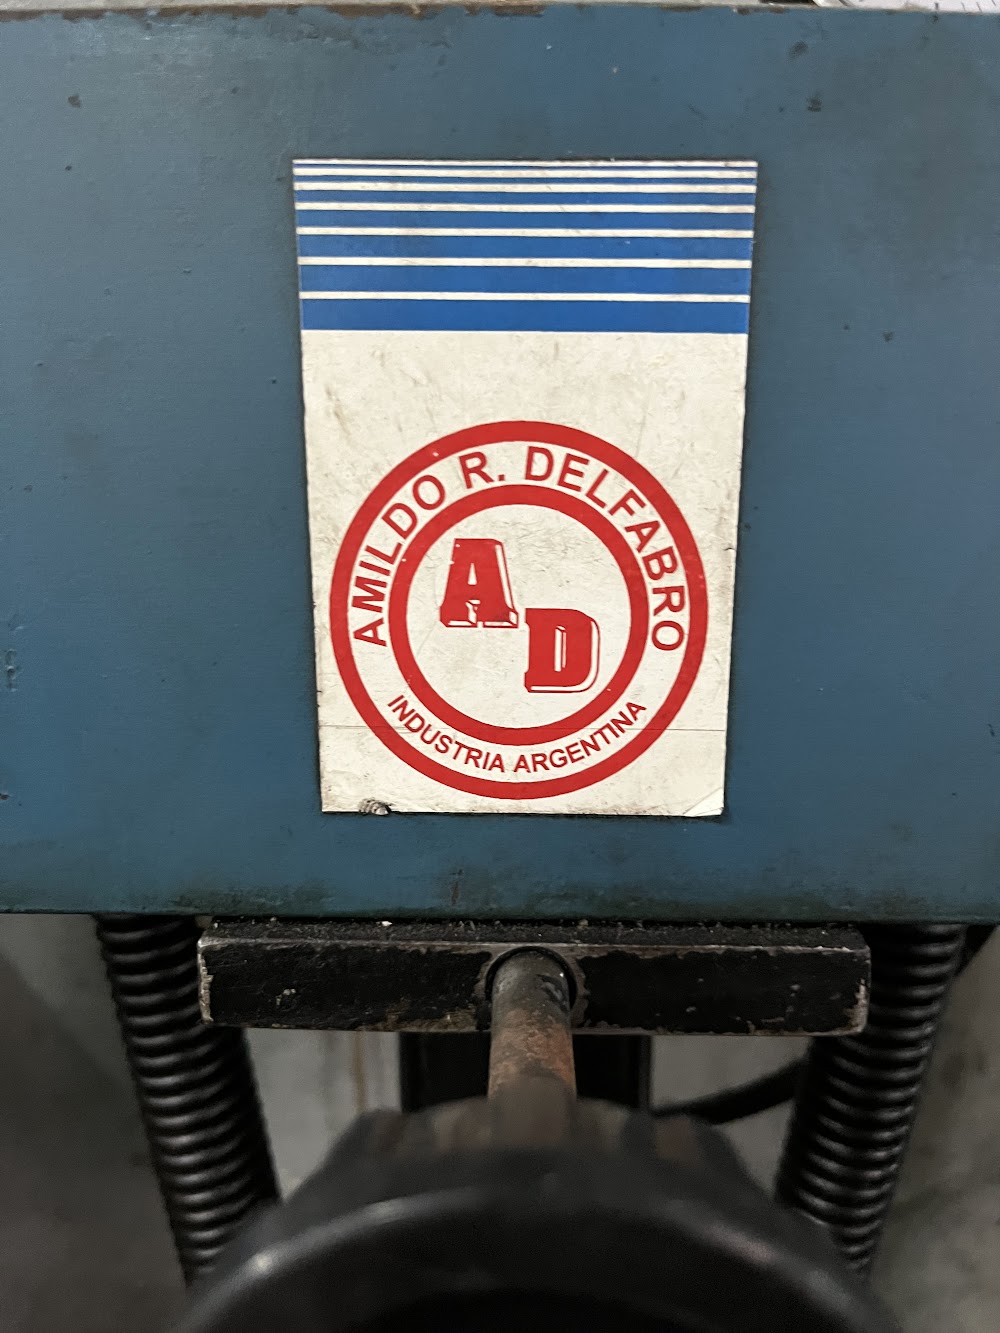 AMILDO R. DELFABRO
AD
INDUSTRIA ARGENTINA